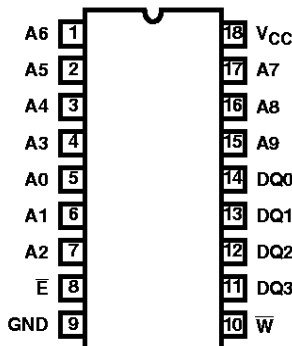 A6 1 18 VCC
A5 2 17 A7
A4 3 16 A8
A3 4 15 A9
A0 5 14 DQ0
A1 6 13 DQ1
A2 7 12 DQ2
E̅ 8 11 DQ3
GND 9 10 W̅